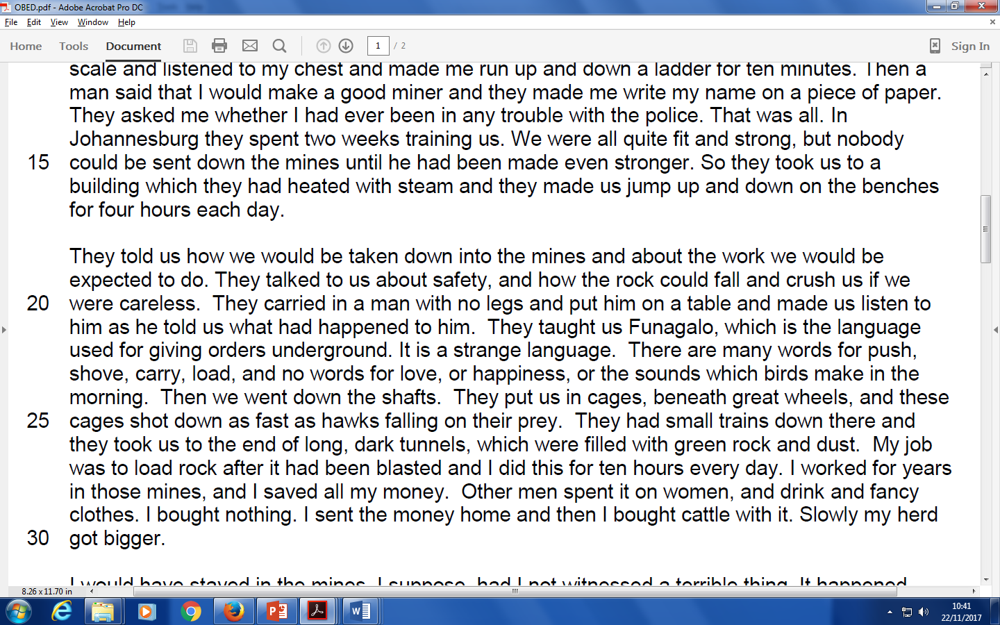 OBED.pdf - Adobe Acrobat Pro DC
File Edit View Window Help
Home Tools Document 1 / 2 Sign In
scale and listened to my chest and made me run up and down a ladder for ten minutes. Then a
man said that I would make a good miner and they made me write my name on a piece of paper.
They asked me whether I had ever been in any trouble with the police. That was all. In
Johannesburg they spent two weeks training us. We were all quite fit and strong, but nobody
15 could be sent down the mines until he had been made even stronger. So they took us to a
building which they had heated with steam and they made us jump up and down on the benches
for four hours each day.
They told us how we would be taken down into the mines and about the work we would be
expected to do. They talked to us about safety, and how the rock could fall and crush us if we
20 were careless. They carried in a man with no legs and put him on a table and made us listen to
him as he told us what had happened to him. They taught us Funagalo, which is the language
used for giving orders underground. It is a strange language. There are many words for push,
shove, carry, load, and no words for love, or happiness, or the sounds which birds make in the
morning. Then we went down the shafts. They put us in cages, beneath great wheels, and these
25 cages shot down as fast as hawks falling on their prey. They had small trains down there and
they took us to the end of long, dark tunnels, which were filled with green rock and dust. My job
was to load rock after it had been blasted and I did this for ten hours every day. I worked for years
in those mines, and I saved all my money. Other men spent it on women, and drink and fancy
clothes. I bought nothing. I sent the money home and then I bought cattle with it. Slowly my herd
30 got bigger.
I would have stayed in the mines, I suppose, had I not witnessed a terrible thing. It happened
8.26 x 11.70 in
10:41
22/11/2017